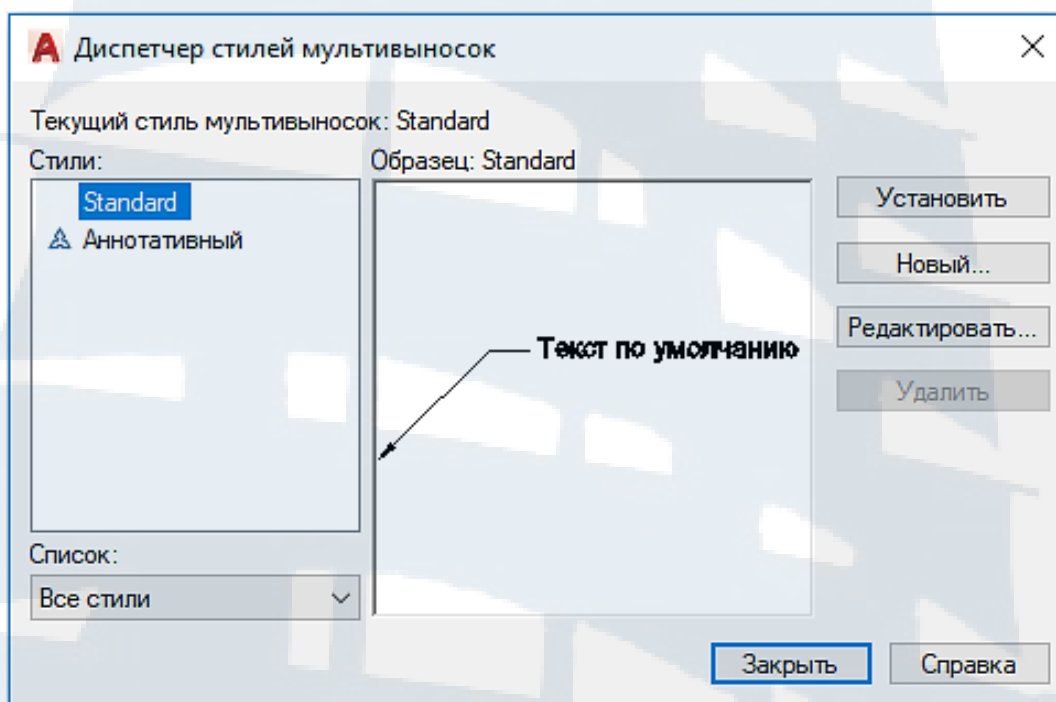 Диспетчер стилей мультивыносок
Текущий стиль мультивыносок: Standard
Стили:
Standard
Аннотативный
Список:
Все стили
Образец: Standard
Текст по умолчанию
Установить
Новый...
Редактировать...
Удалить
Закрыть
Справка